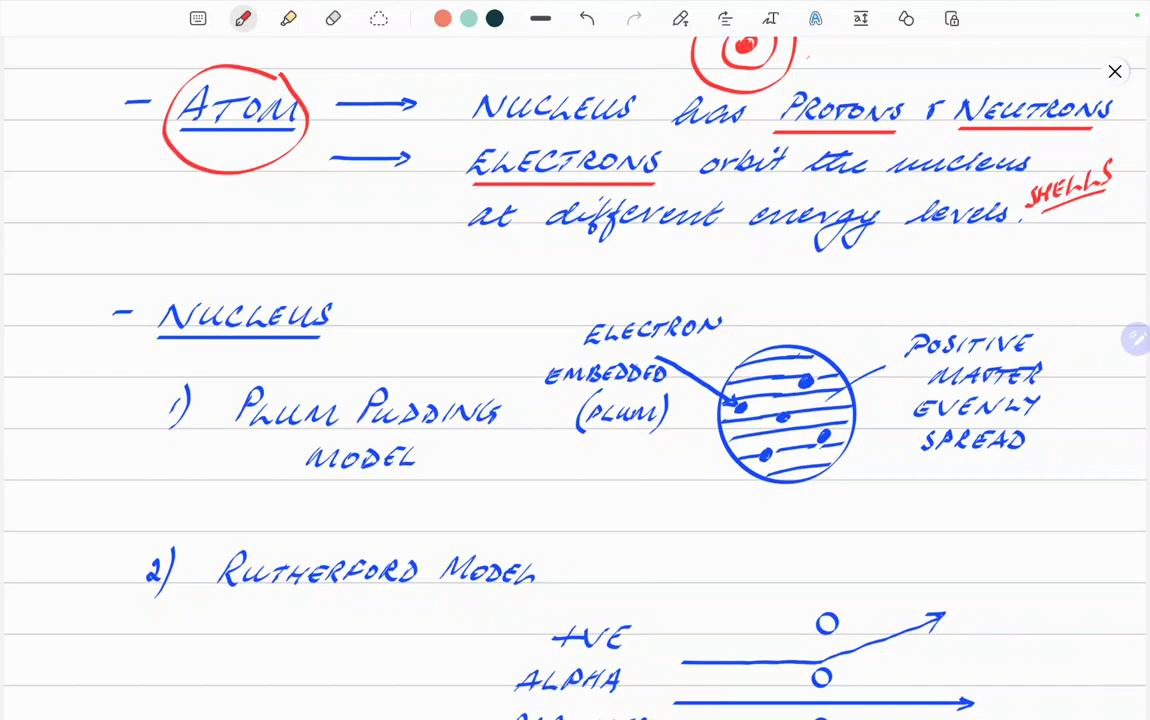 - ATOM → NUCLEUS has PROTONS & NEUTRONS
→ ELECTRONS orbit the nucleus
at different energy levels. SHELLS
- NUCLEUS
ELECTRON
EMBEDDED
(PLUM)
POSITIVE
MATTER
EVENLY
SPREAD
1) PLUM PUDDING
MODEL
2) RUTHERFORD MODEL
+VE
ALPHA